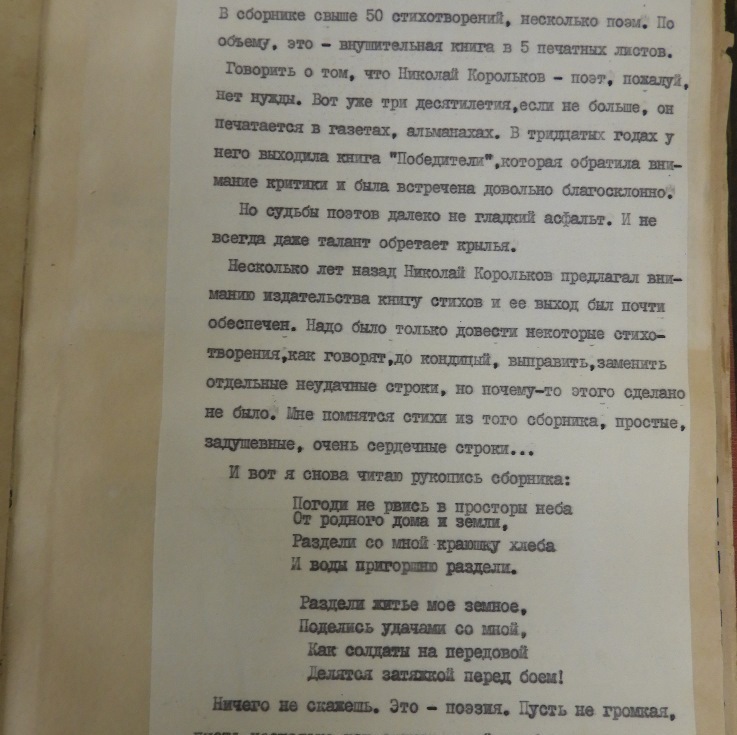 В сборнике свыше 50 стихотворений, несколько поэм. По
объему, это - внушительная книга в 5 печатных листов.
Говорить о том, что Николай Корольков - поэт, пожалуй,
нет нужды. Вот уже три десятилетия,если не больше, он
печатается в газетах, альманахах. В тридцатых годах у
него выходила книга "Победители",которая обратила вни-
мание критики и была встречена довольно благосклонно.
Но судьбы поэтов далеко не гладкий асфальт. И не
всегда даже талант обретает крылья.
Несколько лет назад Николай Корольков предлагал вни-
манию издательства книгу стихов и ее выход был почти
обеспечен. Надо было только довести некоторые стихо-
творения,как говорят,до кондиций, выправить,заменить
отдельные неудачные строки, но почему-то этого сделано
не было. Мне помнятся стихи из того сборника, простые,
задушевные, очень сердечные строки...
И вот я снова читаю рукопись сборника:
Погоди не рвись в просторы неба
От родного дома и земли,
Раздели со мной краюшку хлеба
И воды пригоршню раздели.
Раздели житье мое земное,
Поделись удачами со мной,
Как солдаты на передовой
Делятся затяжкой перед боем!
Ничего не скажешь. Это - поэзия. Пусть не громкая,